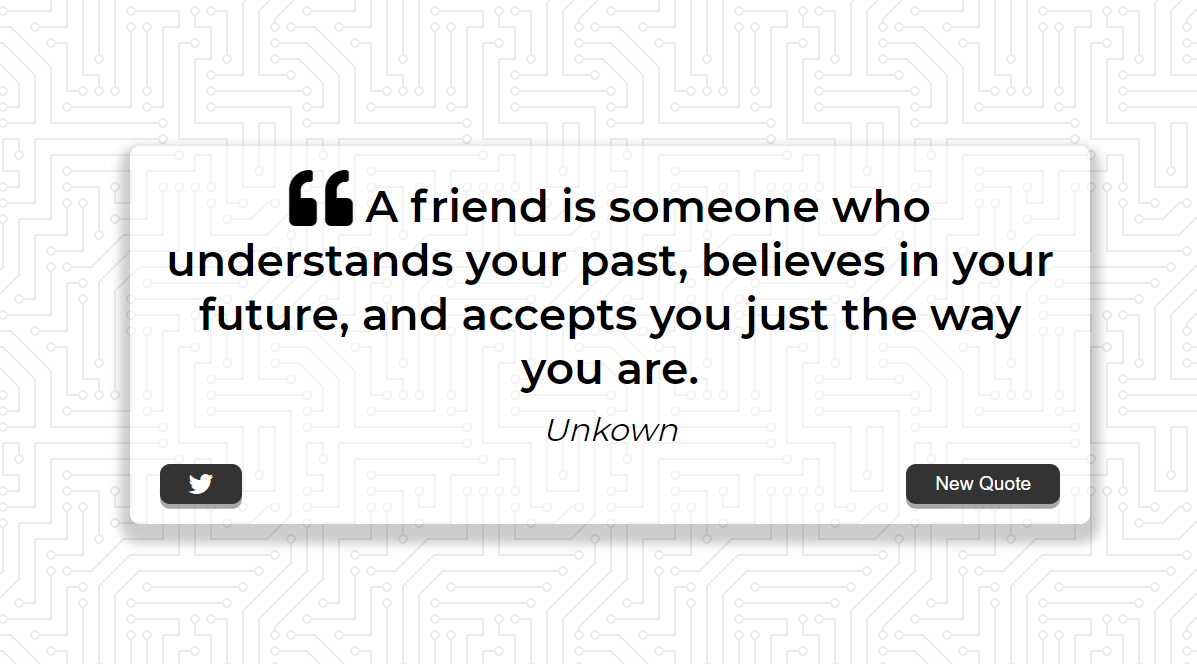 “ A friend is someone who
understands your past, believes in your
future, and accepts you just the way
you are.
Unkown
New Quote